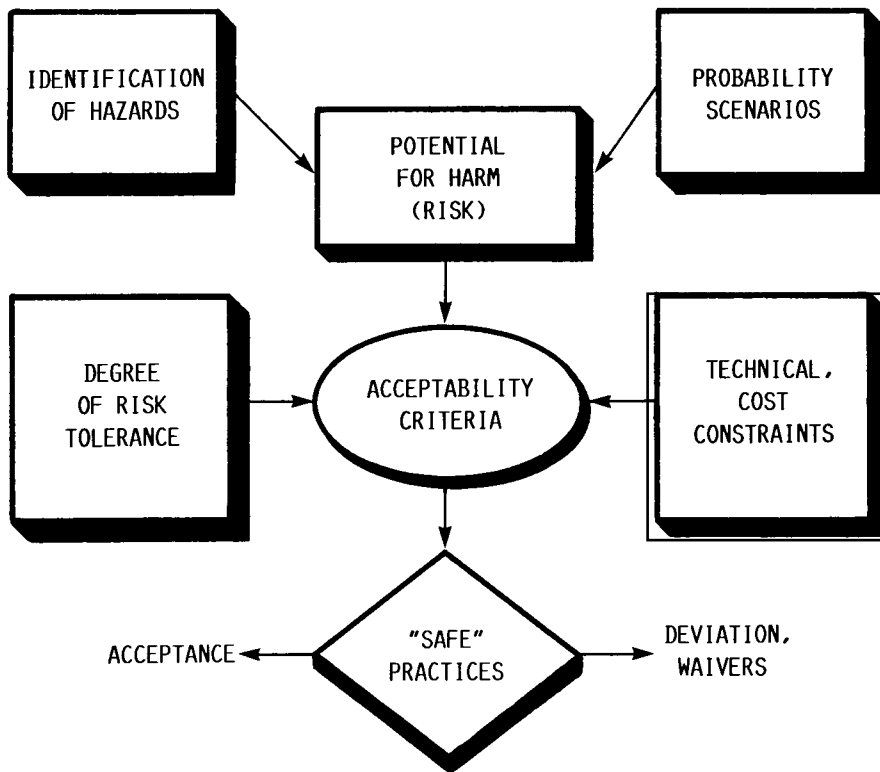 IDENTIFICATION
OF HAZARDS
PROBABILITY
SCENARIOS
POTENTIAL
FOR HARM
(RISK)
DEGREE
OF RISK
TOLERANCE
ACCEPTABILITY
CRITERIA
TECHNICAL,
COST
CONSTRAINTS
ACCEPTANCE
"SAFE"
PRACTICES
DEVIATION,
WAIVERS